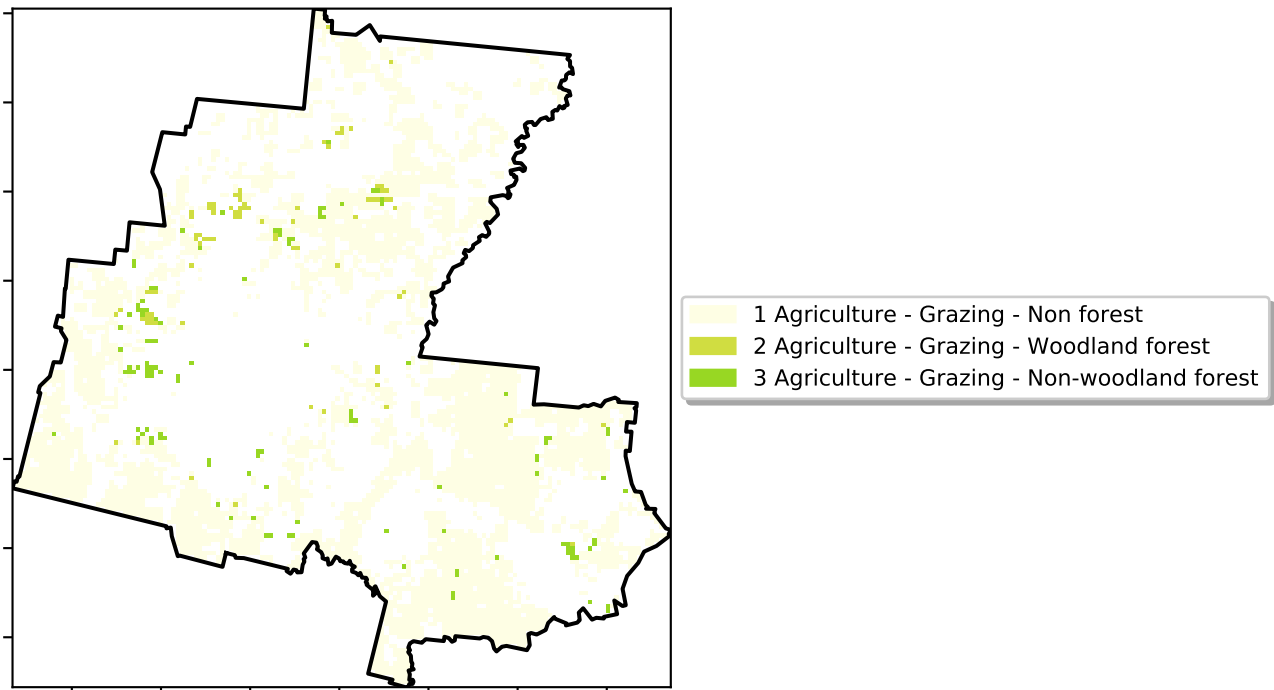 1 Agriculture - Grazing - Non forest
2 Agriculture - Grazing - Woodland forest
3 Agriculture - Grazing - Non-woodland forest